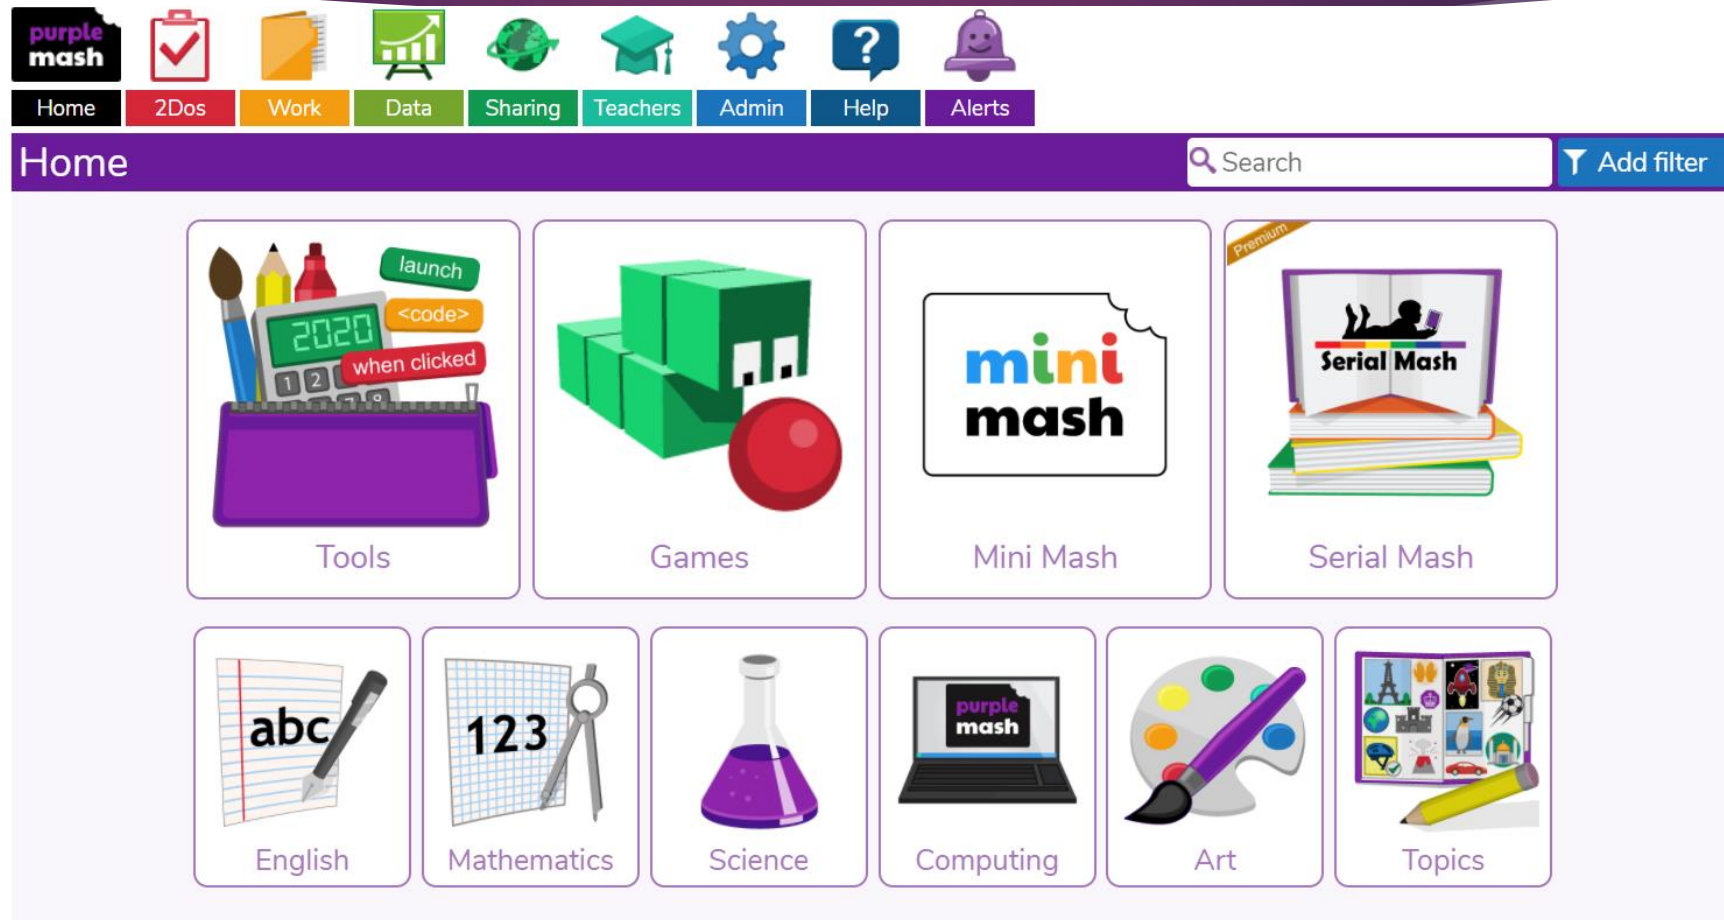 purple
mash
Home
2Dos
Work
Data
Sharing
Teachers
Admin
?
Help
Alerts
Home
Search
Add filter
launch
<code>
2020
when clicked
1 2
7 8
Tools
Games
mini
mash
Mini Mash
Premium
Serial Mash
Serial Mash
abc
English
123
Mathematics
Science
purple
mash
Computing
Art
Topics